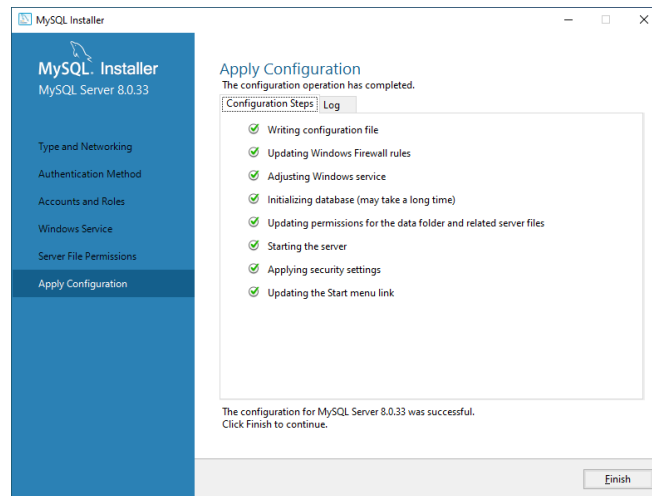 MySQL Installer
MySQL. Installer
MySQL Server 8.0.33
Type and Networking
Authentication Method
Accounts and Roles
Windows Service
Server File Permissions
Apply Configuration
Apply Configuration
The configuration operation has completed.
Configuration Steps Log
Writing configuration file
Updating Windows Firewall rules
Adjusting Windows service
Initializing database (may take a long time)
Updating permissions for the data folder and related server files
Starting the server
Applying security settings
Updating the Start menu link
The configuration for MySQL Server 8.0.33 was successful.
Click Finish to continue.
Finish